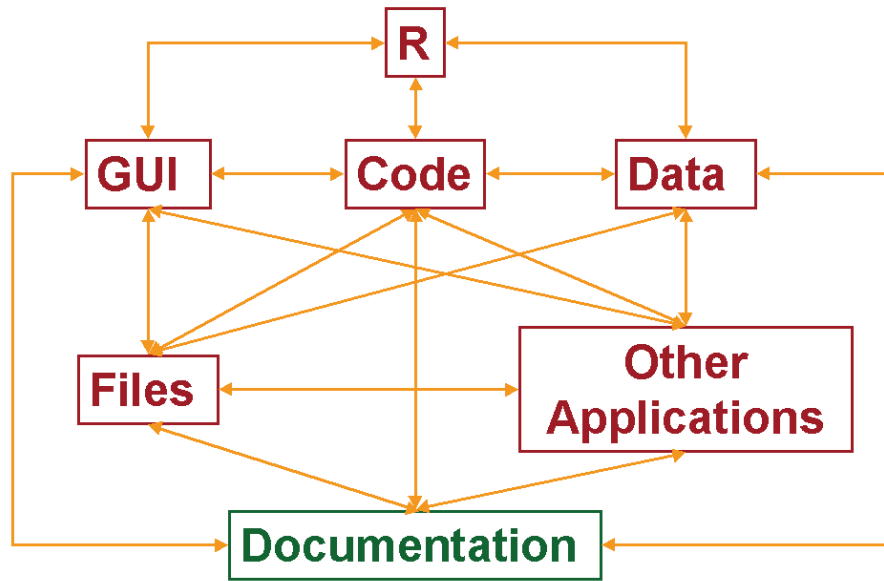 R
GUI
Code
Data
Files
Other
Applications
Documentation